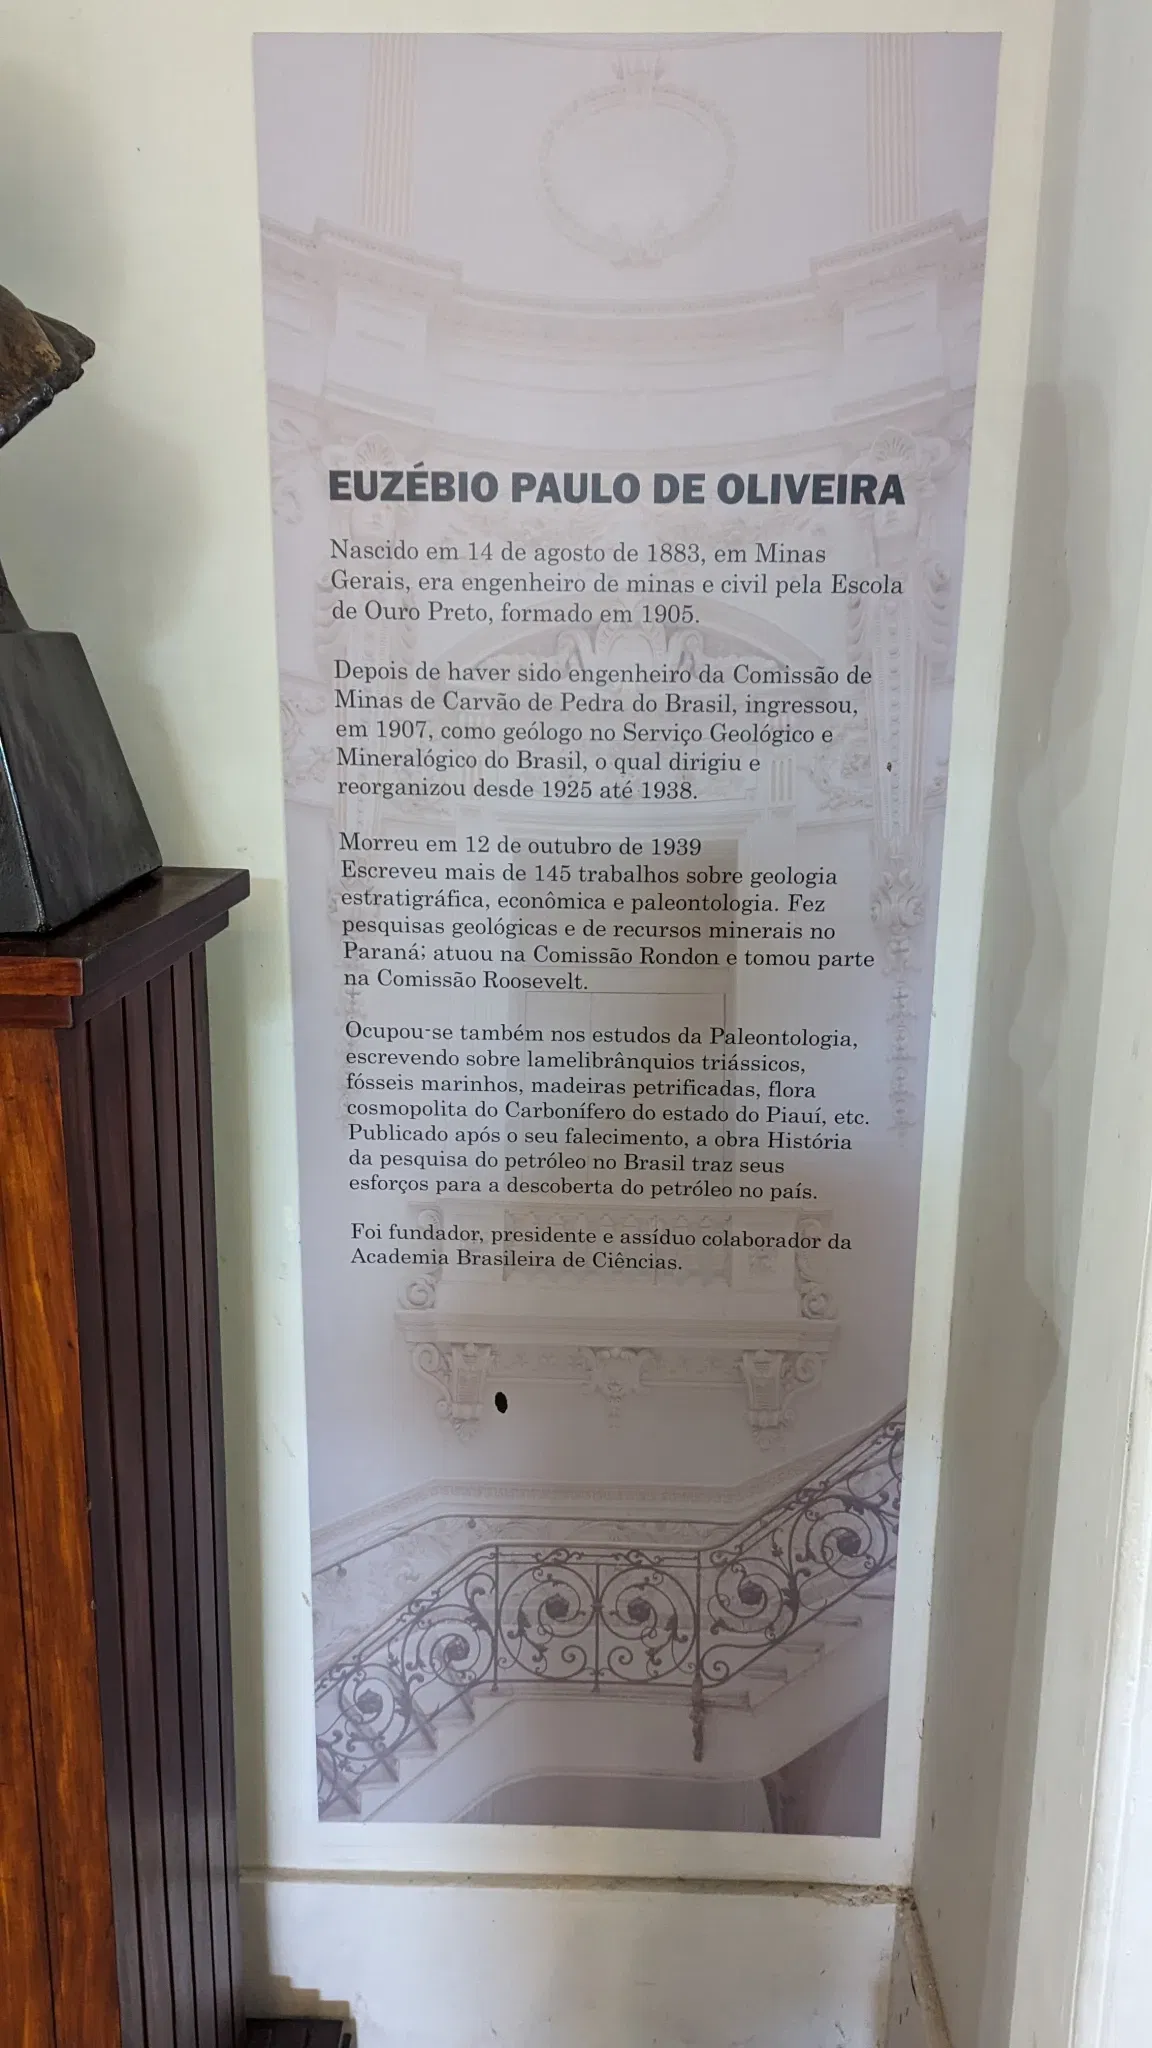 EUZÉBIO PAULO DE OLIVEIRA
Nascido em 14 de agosto de 1883, em Minas
Gerais, era engenheiro de minas e civil pela Escola
de Ouro Preto, formado em 1905.
Depois de haver sido engenheiro da Comissão de
Minas de Carvão de Pedra do Brasil, ingressou,
em 1907, como geólogo no Serviço Geológico e
Mineralógico do Brasil, o qual dirigiu e
reorganizou desde 1925 até 1938.
Morreu em 12 de outubro de 1939
Escreveu mais de 145 trabalhos sobre geologia
estratigráfica, econômica e paleontologia. Fez
pesquisas geológicas e de recursos minerais no
Paraná; atuou na Comissão Rondon e tomou parte
na Comissão Roosevelt.
Ocupou-se também nos estudos da Paleontologia,
escrevendo sobre lamelibrânquios triássicos,
fósseis marinhos, madeiras petrificadas, flora
cosmopolita do Carbonífero do estado do Piauí, etc.
Publicado após o seu falecimento, a obra História
da pesquisa do petróleo no Brasil traz seus
esforços para a descoberta do petróleo no país.
Foi fundador, presidente e assíduo colaborador da
Academia Brasileira de Ciências.